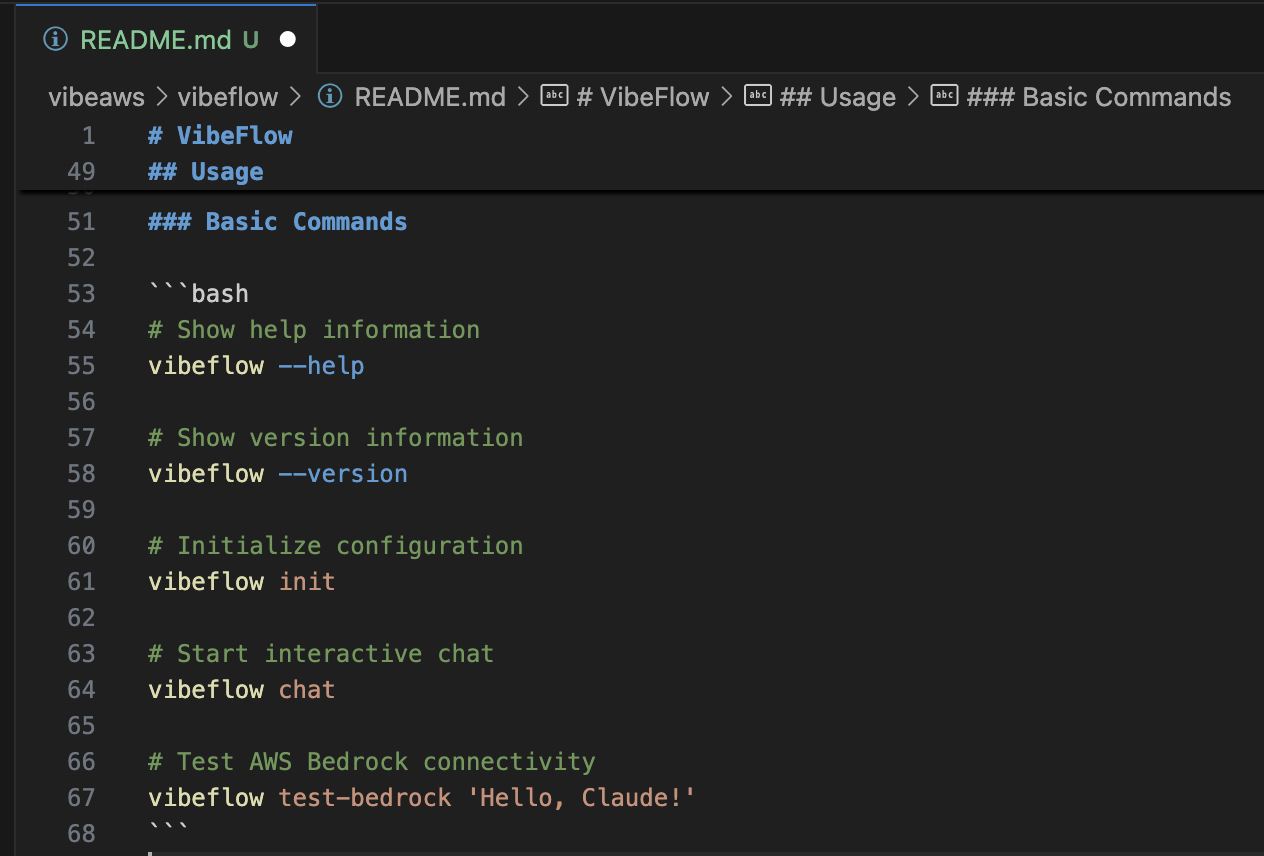 README.md U
vibeaws > vibeflow > README.md > # VibeFlow > ## Usage > ### Basic Commands
1 # VibeFlow
49 ## Usage
51 ### Basic Commands
52
53 ```bash
54 # Show help information
55 vibeflow --help
56
57 # Show version information
58 vibeflow --version
59
60 # Initialize configuration
61 vibeflow init
62
63 # Start interactive chat
64 vibeflow chat
65
66 # Test AWS Bedrock connectivity
67 vibeflow test-bedrock 'Hello, Claude!'
68 ```